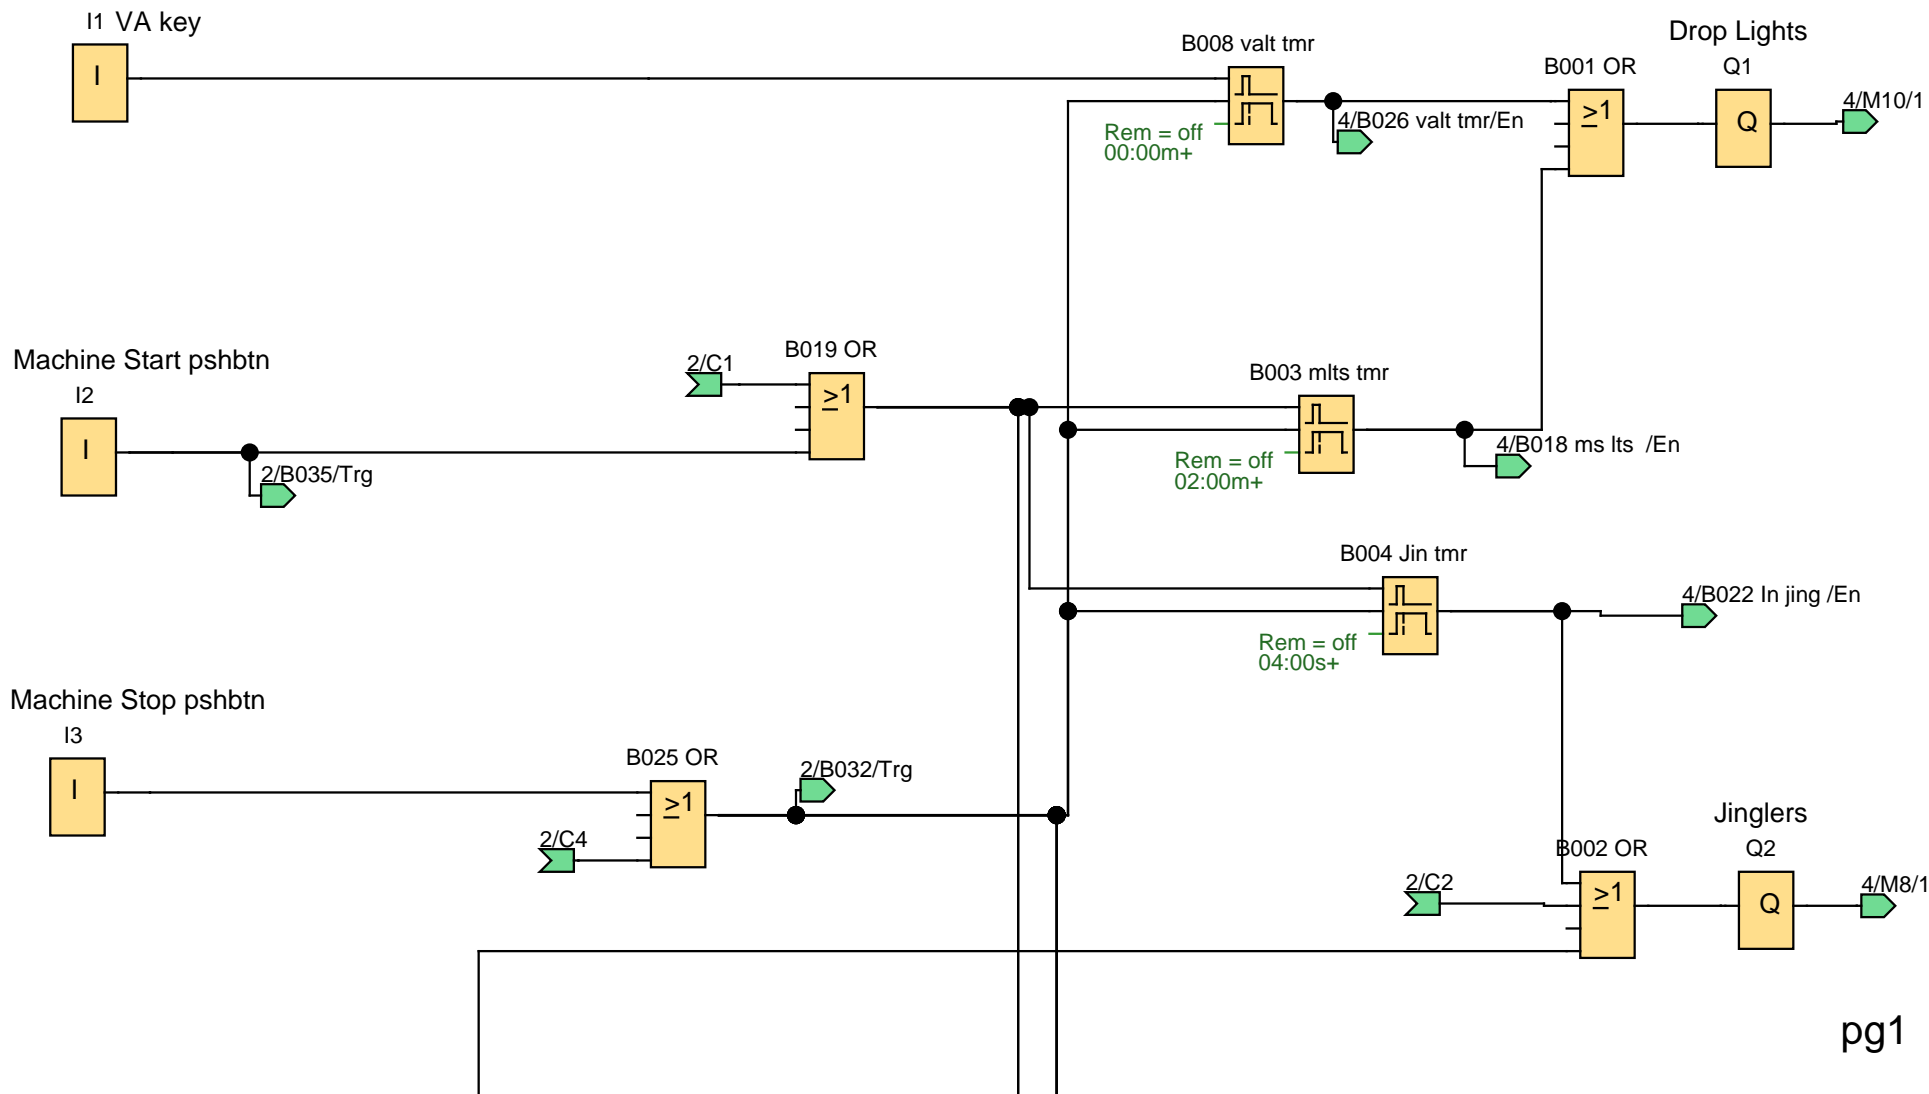 I1 VA key
I
B008 valt tmr
Rem = off
00:00m+
4/B026 valt tmr/En
Drop Lights
B001 OR
≥1
Q1
Q
4/M10/1
Machine Start pshbtn
I2
I
2/B035/Trg
2/C1
B019 OR
≥1
B003 mlts tmr
Rem = off
02:00m+
4/B018 ms lts  /En
B004 Jin tmr
Rem = off
04:00s+
4/B022 In jing /En
Machine Stop pshbtn
I3
I
B025 OR
≥1
2/B032/Trg
2/C4
Jinglers
B002 OR
≥1
Q2
Q
2/C2
4/M8/1
pg1